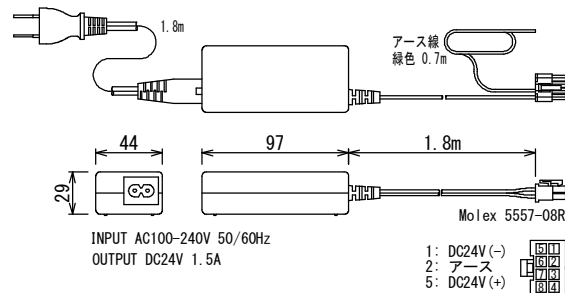 1.8m
アース線
緑色 0.7m
44
97
1.8m
29
Molex 5557-08R
INPUT AC100-240V 50/60Hz
OUTPUT DC24V 1.5A
1: DC24V(-)
2: アース
5: DC24V(+)
5 1
6 2
7 3
8 4